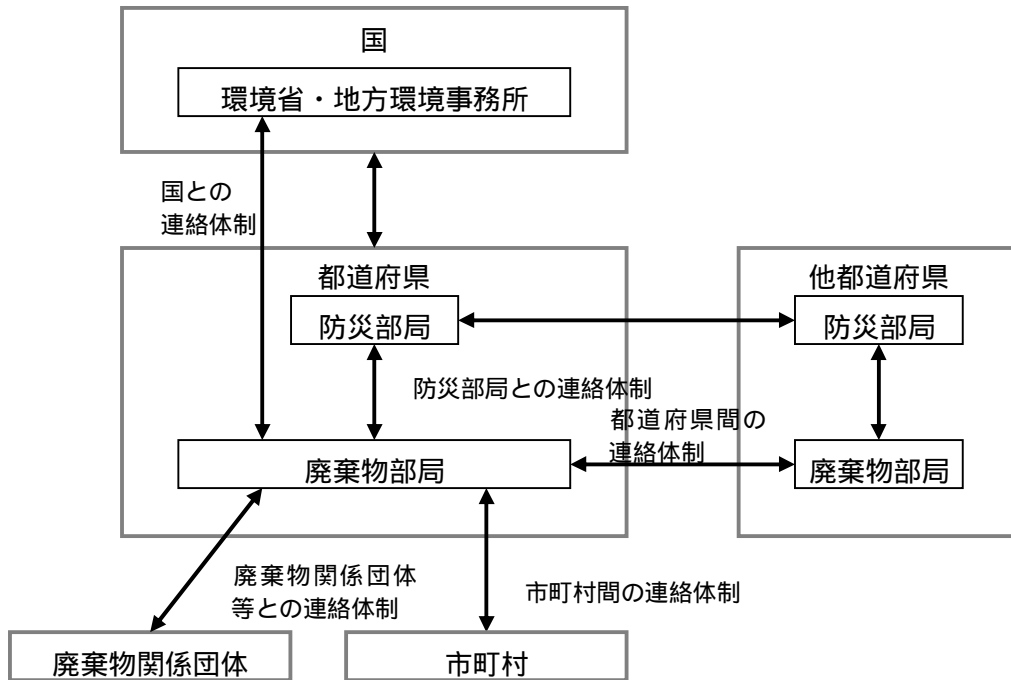 国
環境省・地方環境事務所
国との
連絡体制
都道府県
他都道府県
防災部局
防災部局
防災部局との連絡体制
都道府県間の
連絡体制
廃棄物部局
廃棄物部局
廃棄物関係団体
等との連絡体制
市町村間の連絡体制
廃棄物関係団体
市町村